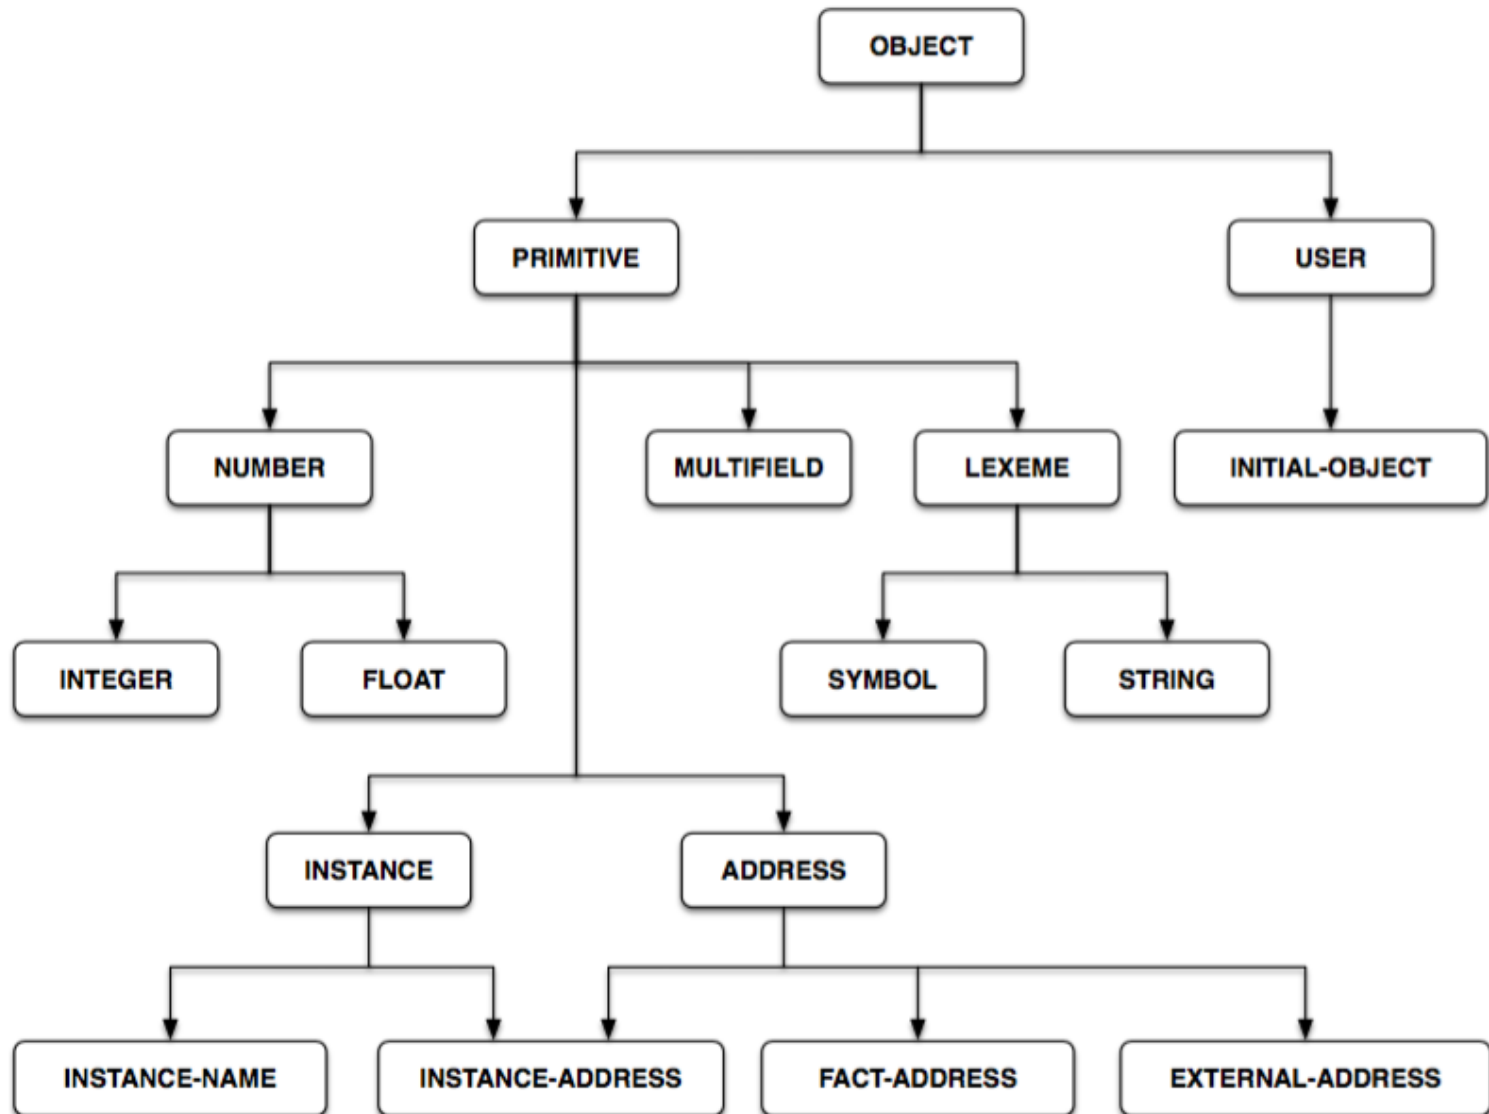 OBJECT
PRIMITIVE
USER
NUMBER
MULTIFIELD
LEXEME
INITIAL-OBJECT
INTEGER
FLOAT
SYMBOL
STRING
INSTANCE
ADDRESS
INSTANCE-NAME
INSTANCE-ADDRESS
FACT-ADDRESS
EXTERNAL-ADDRESS